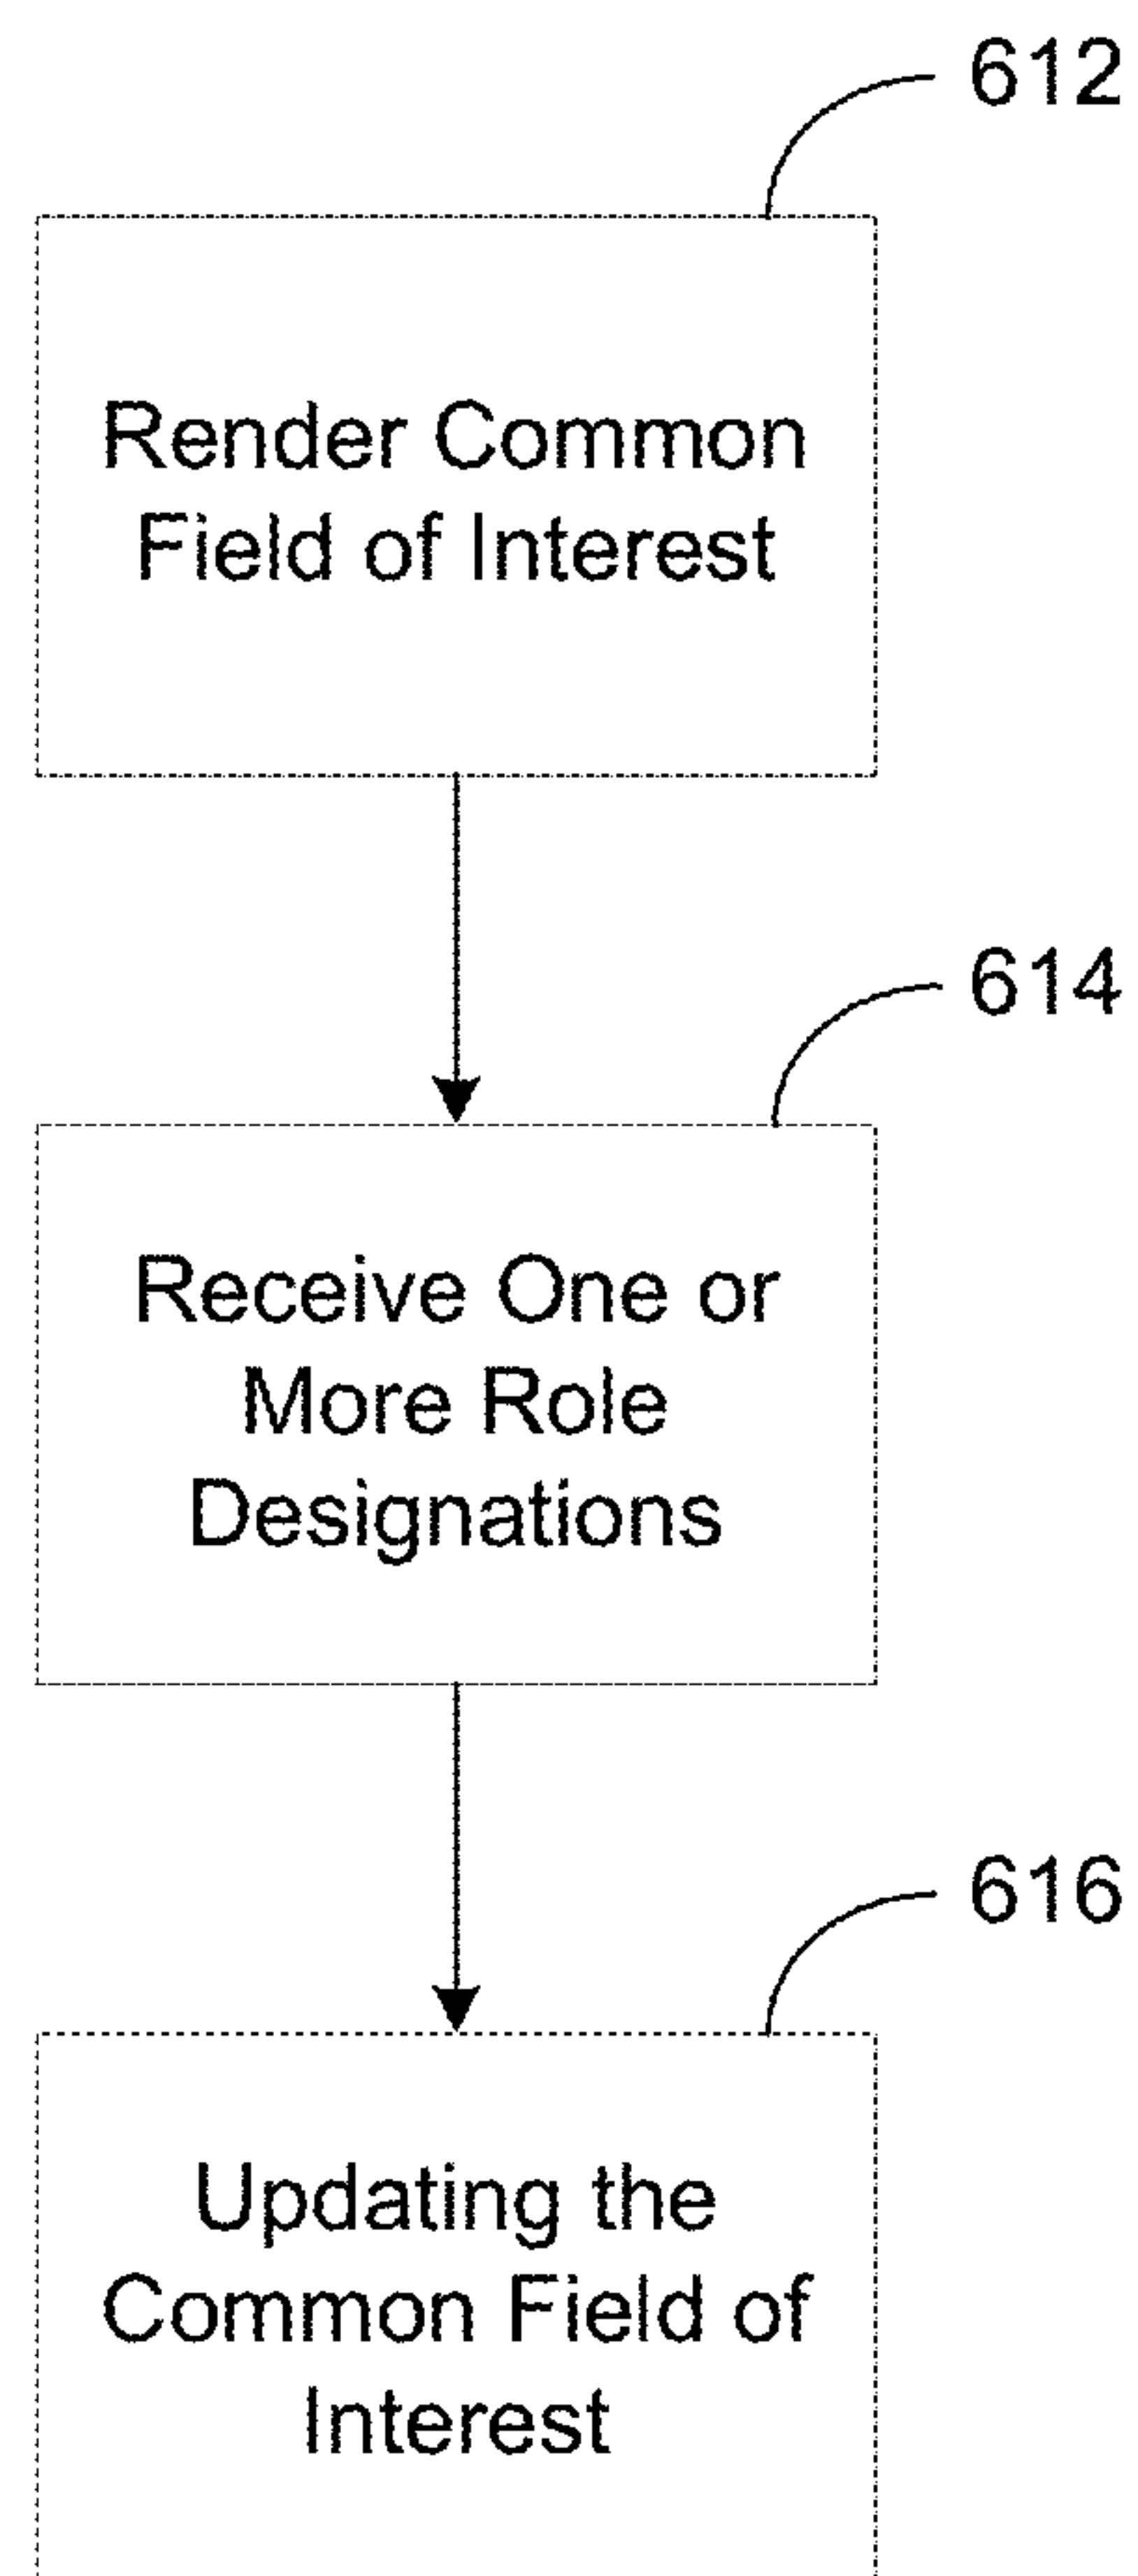 612
Render Common
Field of Interest
614
Receive One or
More Role
Designations
616
Updating the
Common Field of
Interest